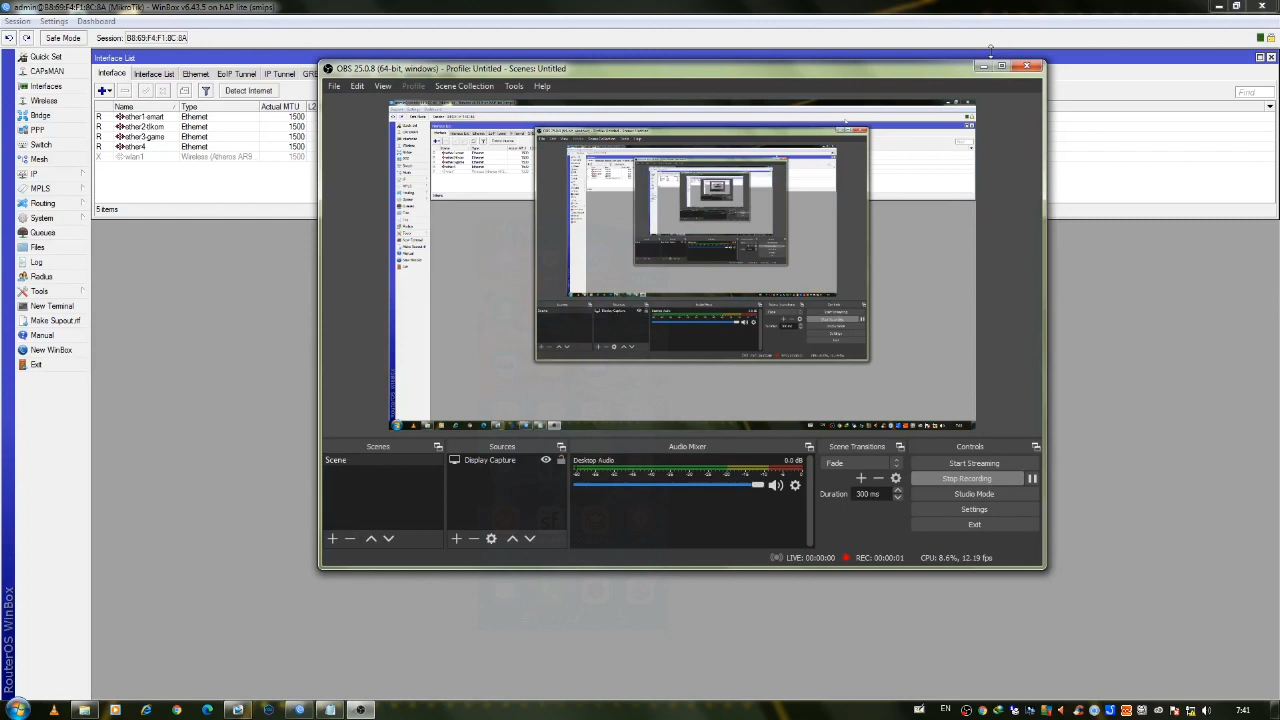 admin@B8:69:F4:F1:8C:8A (MikroTik) - WinBox v6.43.5 on hAP lite (smips)
Session Settings Dashboard
Safe Mode Session: B8:69:F4:F1:8C:8A
Quick Set
CAPsMAN
Interfaces
Wireless
Bridge
PPP
Switch
Mesh
IP
MPLS
Routing
System
Queues
Files
Log
Radius
Tools
New Terminal
Make Supout.rif
Manual
New WinBox
Exit
RouterOS WinBox
Interface List
Interface Interface List Ethernet EoIP Tunnel IP Tunnel GRE
Detect Internet Find
Name Type Actual MTU L2
R ether1-emart Ethernet 1500
R ether2-tlkom Ethernet 1500
R ether3-game Ethernet 1500
R ether4 Ethernet 1500
X wlan1 Wireless (Atheros AR9 1500
5 items
OBS 25.0.8 (64-bit, windows) - Profile: Untitled - Scenes: Untitled
File Edit View Profile Scene Collection Tools Help
Scenes Sources Audio Mixer Scene Transitions Controls
Scene
Display Capture
Desktop Audio 0.0 dB
Fade
Duration 300 ms
Start Streaming
Stop Recording
Studio Mode
Settings
Exit
LIVE: 00:00:00 REC: 00:00:01 CPU: 8.6%, 12.19 fps
EN 7:41